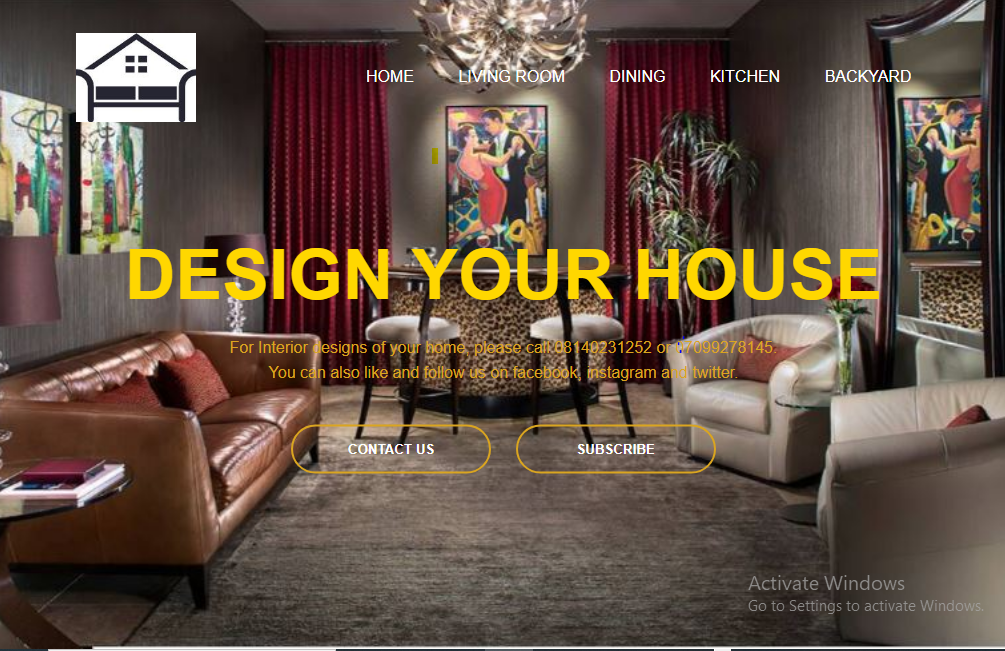 HOME LIVING ROOM DINING KITCHEN BACKYARD
DESIGN YOUR HOUSE
For Interior designs of your home, please call 08149231252 or 07099278145.
You can also like and follow us on facebook, instagram and twitter.
CONTACT US SUBSCRIBE
Activate Windows
Go to Settings to activate Windows.